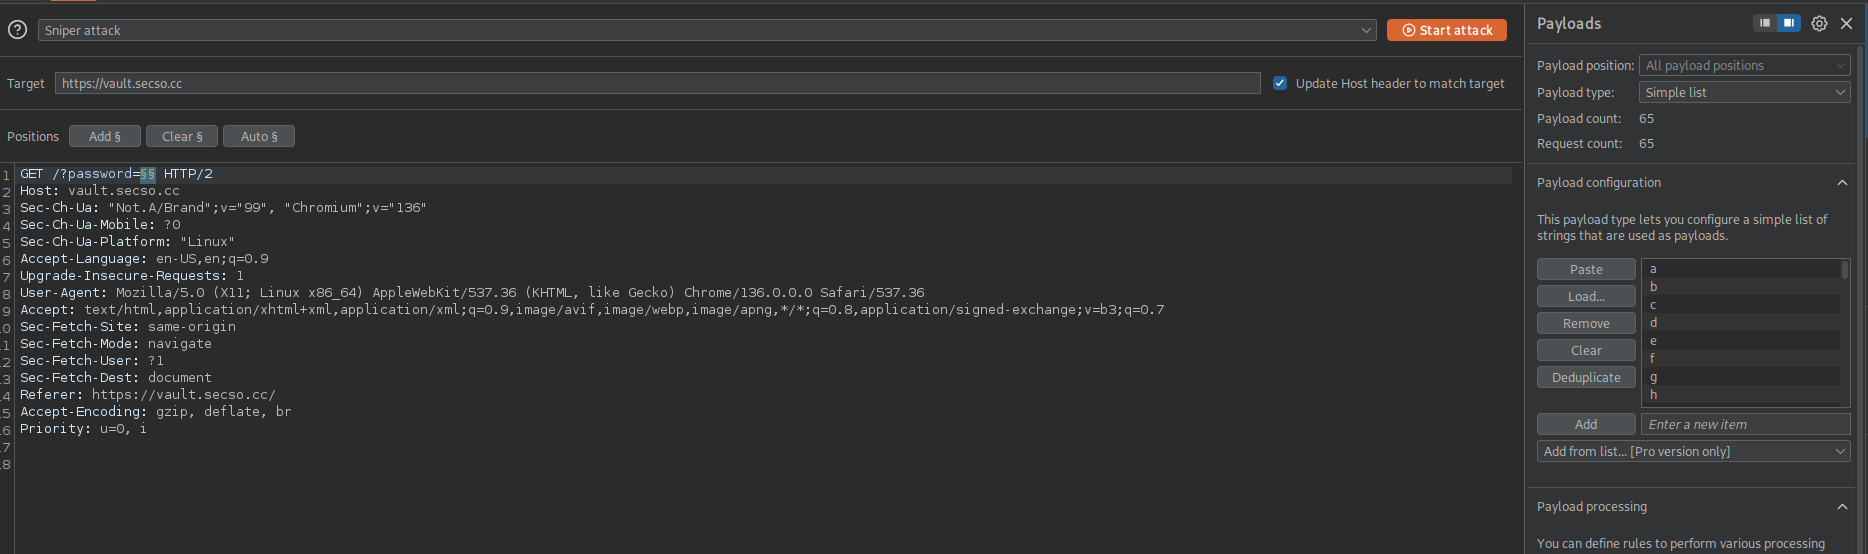 Sniper attack
Start attack
Target
https://vault.secso.cc
Update Host header to match target
Positions
Add §
Clear §
Auto §
1 GET /?password=§§ HTTP/2
2 Host: vault.secso.cc
3 Sec-Ch-Ua: "Not.A/Brand";v="99", "Chromium";v="136"
4 Sec-Ch-Ua-Mobile: ?0
5 Sec-Ch-Ua-Platform: "Linux"
6 Accept-Language: en-US,en;q=0.9
7 Upgrade-Insecure-Requests: 1
8 User-Agent: Mozilla/5.0 (X11; Linux x86_64) AppleWebKit/537.36 (KHTML, like Gecko) Chrome/136.0.0.0 Safari/537.36
9 Accept: text/html,application/xhtml+xml,application/xml;q=0.9,image/avif,image/webp,image/apng,*/*;q=0.8,application/signed-exchange;v=b3;q=0.7
10 Sec-Fetch-Site: same-origin
11 Sec-Fetch-Mode: navigate
12 Sec-Fetch-User: ?1
13 Sec-Fetch-Dest: document
14 Referer: https://vault.secso.cc/
15 Accept-Encoding: gzip, deflate, br
16 Priority: u=0, i
17
18
Payloads
Payload position: All payload positions
Payload type: Simple list
Payload count: 65
Request count: 65
Payload configuration
This payload type lets you configure a simple list of
strings that are used as payloads.
Paste
Load...
Remove
Clear
Deduplicate
a
b
c
d
e
f
g
h
Add
Enter a new item
Add from list... [Pro version only]
Payload processing
You can define rules to perform various processing